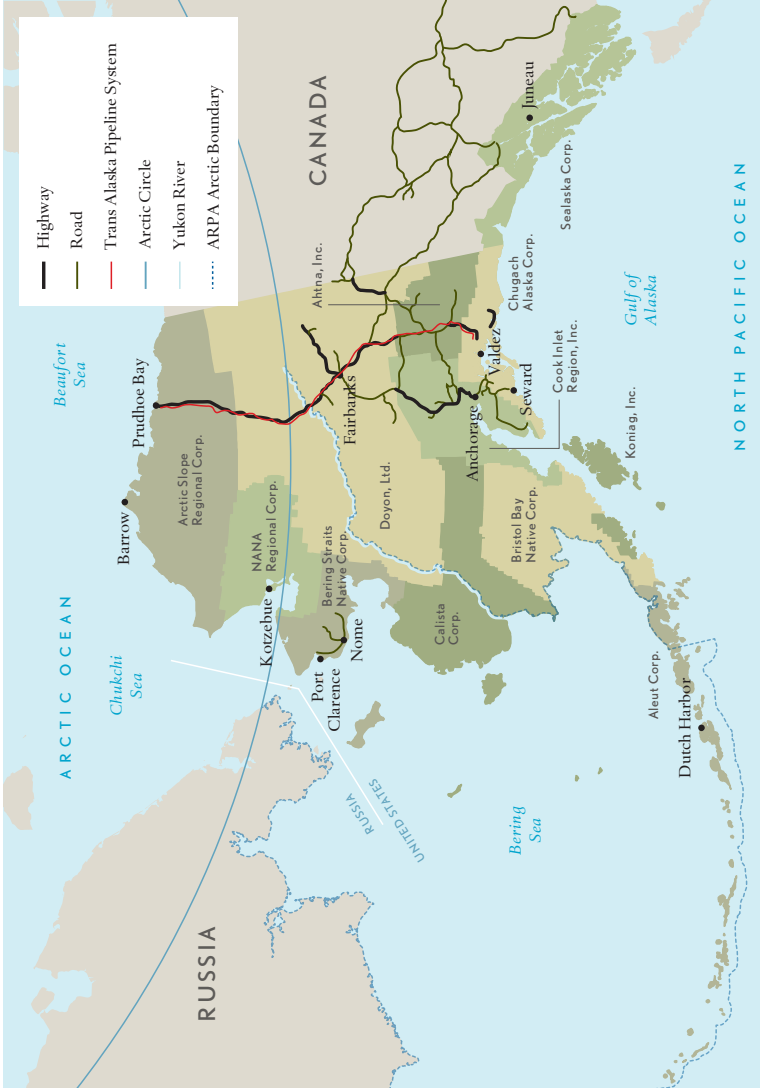 Highway
Road
Trans Alaska Pipeline System
Arctic Circle
Yukon River
ARPA Arctic Boundary
ARCTIC OCEAN
Chukchi
Sea
Beaufort
Sea
RUSSIA
CANADA
Barrow
Prudhoe Bay
Arctic Slope
Regional Corp.
NANA
Regional Corp.
Kotzebue
Bering Straits
Native Corp.
Port
Clarence
Nome
RUSSIA
UNITED STATES
Fairbanks
Doyon, Ltd.
Ahtna, Inc.
Calista
Corp.
Anchorage
Valdez
Seward
Chugach
Alaska Corp.
Cook Inlet
Region, Inc.
Bristol Bay
Native Corp.
Koniag, Inc.
Juneau
Sealaska Corp.
Gulf of
Alaska
Bering
Sea
Aleut Corp.
Dutch Harbor
NORTH PACIFIC OCEAN